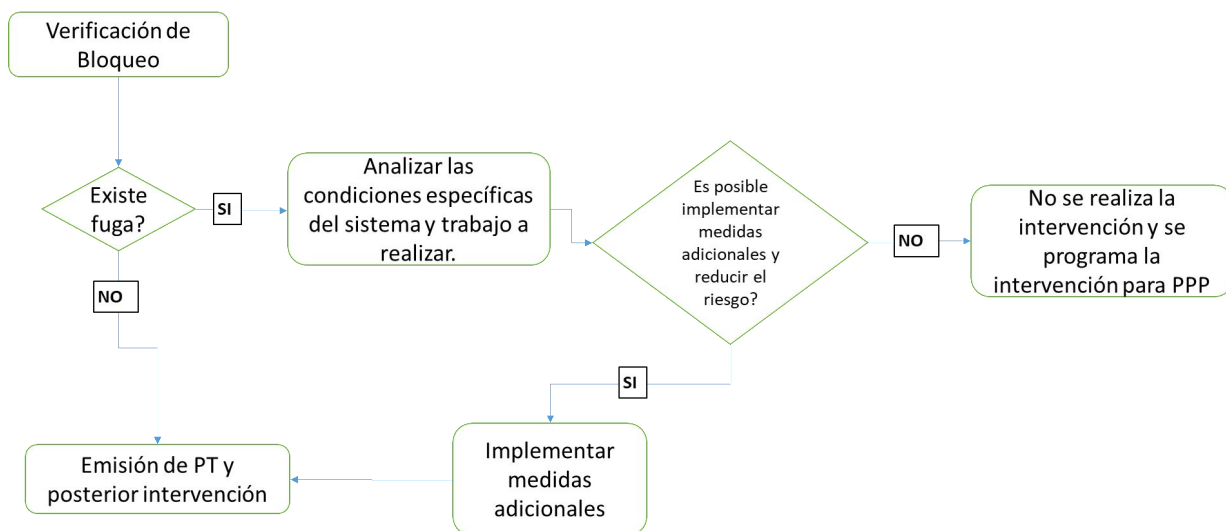 Verificación de
Bloqueo
Existe
fuga?
SI
Analizar las
condiciones específicas
del sistema y trabajo a
realizar.
Es posible
implementar
medidas
adicionales y
reducir el
riesgo?
NO
No se realiza la
intervención y se
programa la
intervención para PPP
NO
SI
Implementar
medidas
adicionales
Emisión de PT y
posterior intervención